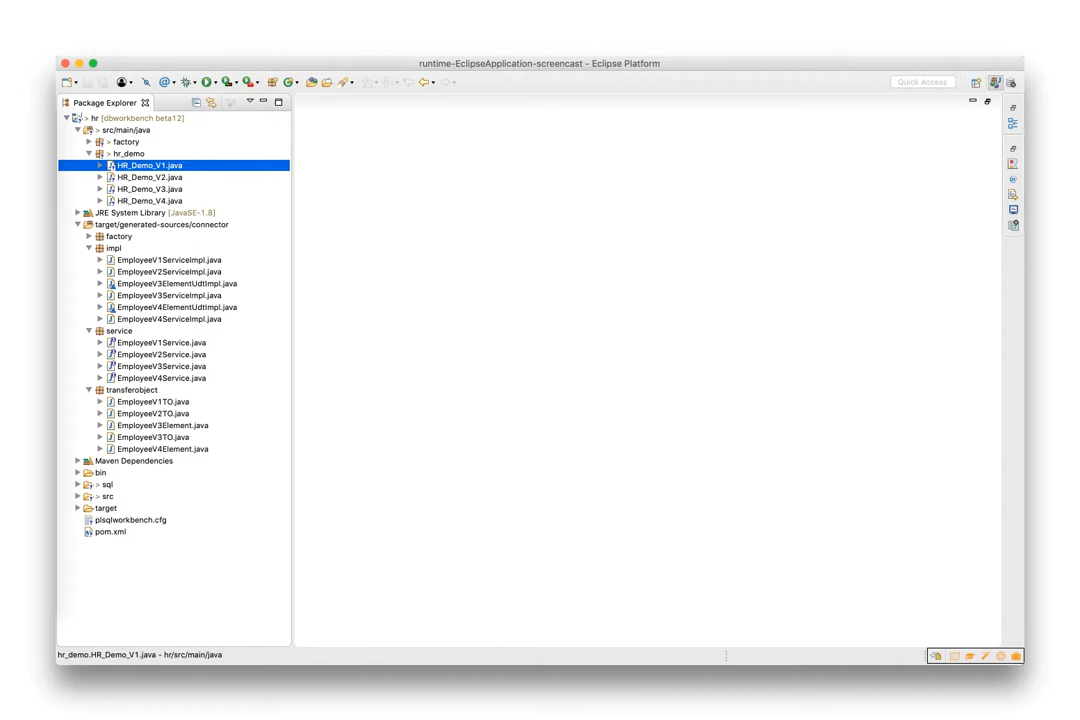 runtime-EclipseApplication-screencast - Eclipse Platform
Quick Access
Package Explorer
> hr [dbworkbench beta12]
> src/main/java
> factory
> hr_demo
HR_Demo_V1.java
HR_Demo_V2.java
HR_Demo_V3.java
HR_Demo_V4.java
JRE System Library [JavaSE-1.8]
target/generated-sources/connector
factory
impl
EmployeeV1ServiceImpl.java
EmployeeV2ServiceImpl.java
EmployeeV3ElementUdtImpl.java
EmployeeV3ServiceImpl.java
EmployeeV4ElementUdtImpl.java
EmployeeV4ServiceImpl.java
service
EmployeeV1Service.java
EmployeeV2Service.java
EmployeeV3Service.java
EmployeeV4Service.java
transferobject
EmployeeV1TO.java
EmployeeV2TO.java
EmployeeV3Element.java
EmployeeV3TO.java
EmployeeV4Element.java
Maven Dependencies
bin
> sql
> src
target
plsqlworkbench.cfg
pom.xml
hr_demo.HR_Demo_V1.java - hr/src/main/java